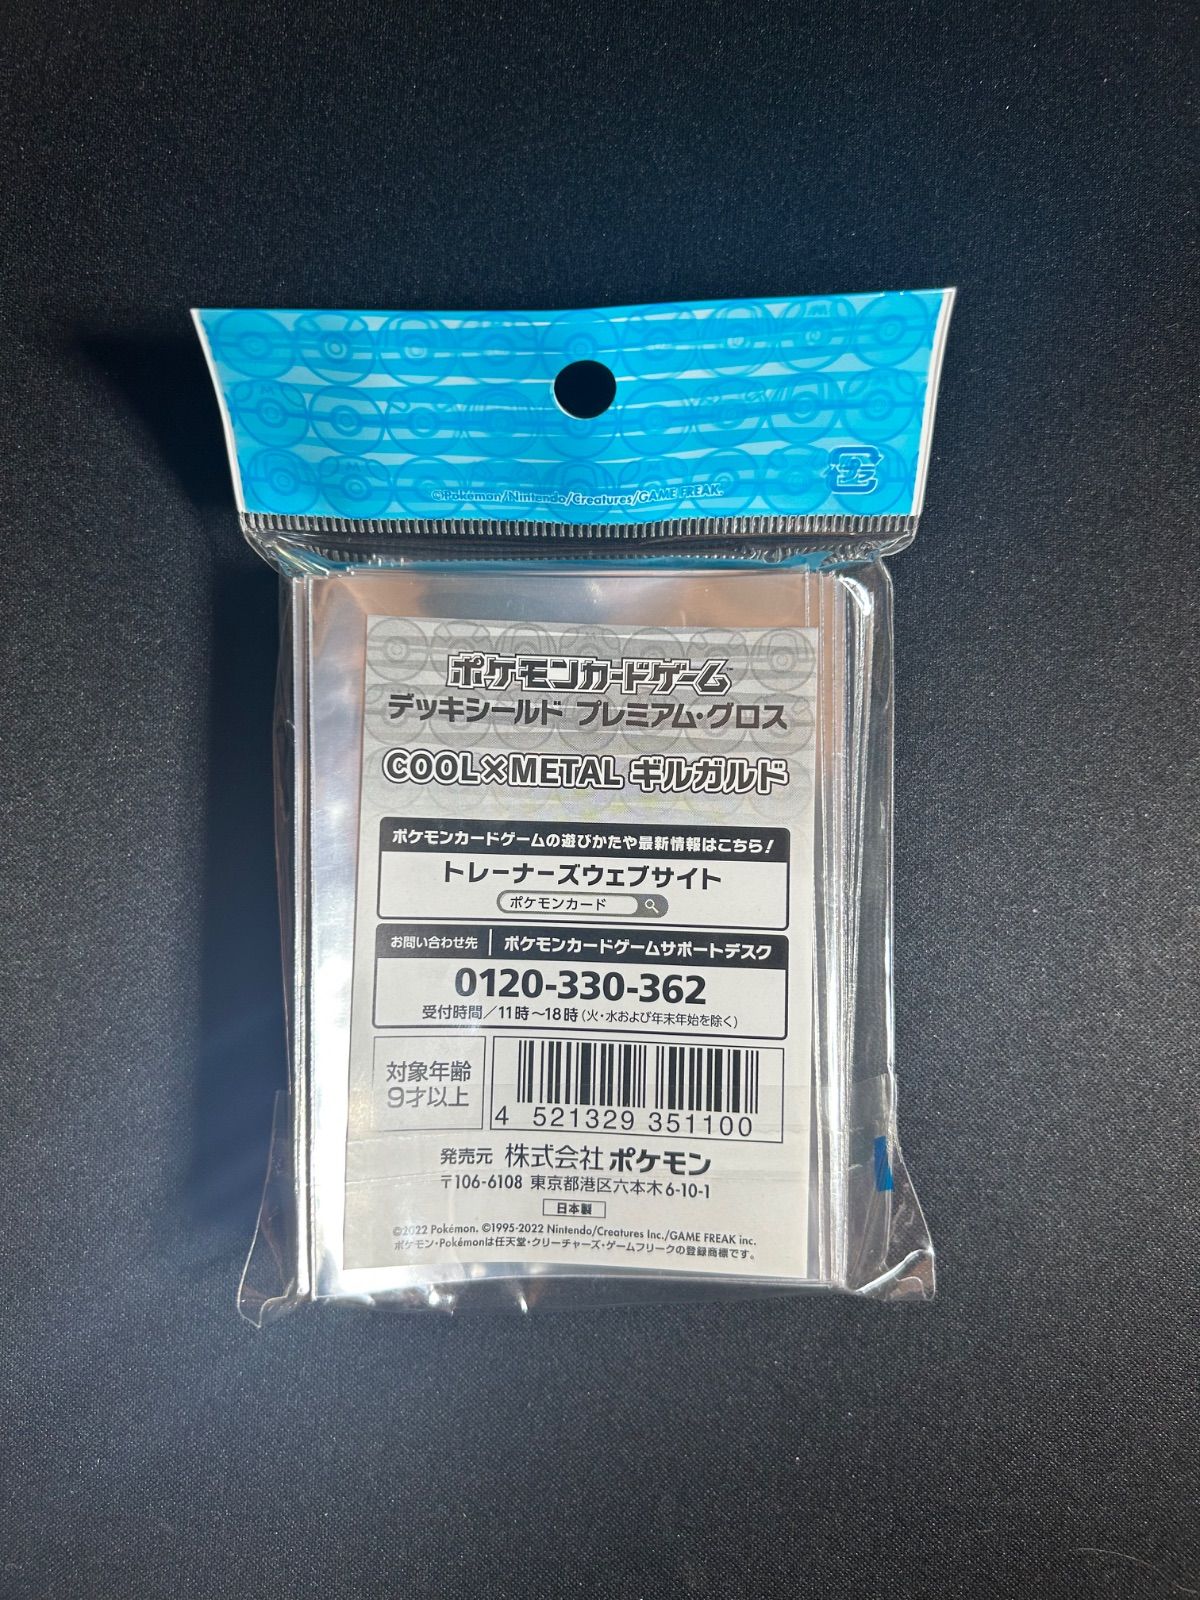 ©Pokémon/Nintendo/Creatures/GAME FREAK.
プラ
ポケモンカードゲーム™
デッキシールド プレミアム・グロス
COOL×METAL ギルガルド
ポケモンカードゲームの遊びかたや最新情報はこちら!
トレーナーズウェブサイト
ポケモンカード
お問い合わせ先 ポケモンカードゲームサポートデスク
0120-330-362
受付時間/11時〜18時(火・水および年末年始を除く)
対象年齢
9才以上
4 521329 351100
発売元 株式会社ポケモン
〒106-6108 東京都港区六本木6-10-1
日本製
©2022 Pokémon. ©1995-2022 Nintendo/Creatures Inc./GAME FREAK inc.
ポケモン・Pokémonは任天堂・クリーチャーズ・ゲームフリークの登録商標です。